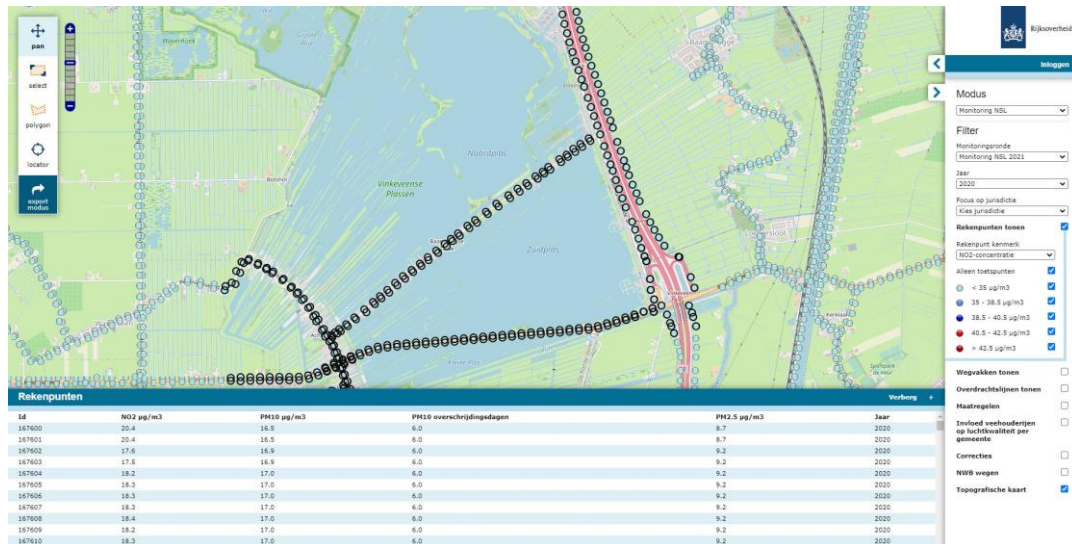 pan
select
polygon
locator
export
modus
Noordplas
Vinkeveense
Plassen
Zuidplas
Rijksoverheid
Inloggen
Modus
Monitoring NSL
Filter
Monitoringsronde
Monitoring NSL 2021
Jaar
2020
Focus op jurisdictie
Kies jurisdictie
Rekenpunten tonen
Rekenpunt kenmerk
NO2-concentratie
Alleen toetspunten
< 35 µg/m3
35 - 38.5 µg/m3
38.5 - 40.5 µg/m3
40.5 - 42.5 µg/m3
> 42.5 µg/m3
Wegvakken tonen
Overdrachtslijnen tonen
Maatregelen
Invloed veehouderijen
op luchtkwaliteit per
gemeente
Correcties
NWB wegen
Topografische kaart
Rekenpunten Verberg +
Id NO2 µg/m3 PM10 µg/m3 PM10 overschrijdingsdagen PM2.5 µg/m3 Jaar
167600 20.4 16.5 6.0 8.7 2020
167601 20.4 16.5 6.0 8.7 2020
167602 17.6 16.9 6.0 9.2 2020
167603 17.5 16.9 6.0 9.2 2020
167604 18.2 17.0 6.0 9.2 2020
167605 18.3 17.0 6.0 9.2 2020
167606 18.3 17.0 6.0 9.2 2020
167607 18.3 17.0 6.0 9.2 2020
167608 18.4 17.0 6.0 9.2 2020
167609 18.2 17.0 6.0 9.2 2020
167610 18.3 17.0 6.0 9.2 2020